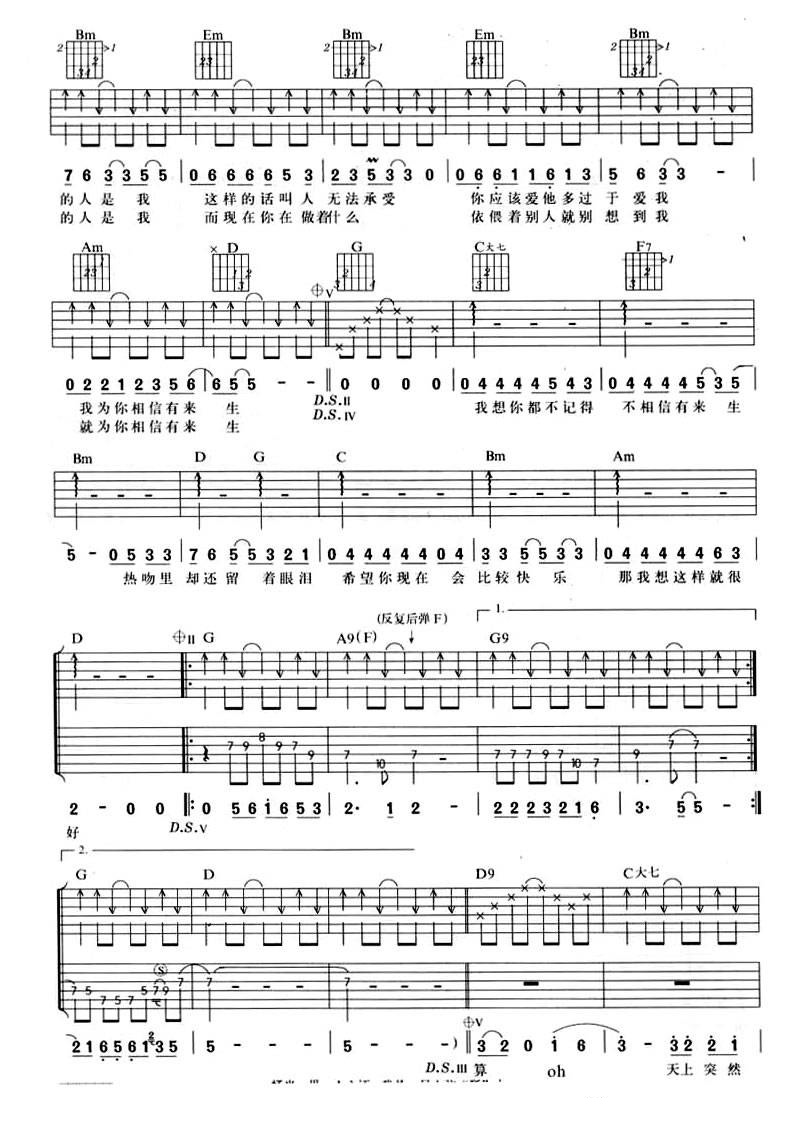 Bm Em Bm Em Bm
2 >1 2 >1 2 >1
7 6 3 3 5 5 | 0 6 6 6 6 5 3 | 2 3 5 3 3 0 | 0 6 6 1 1 6 1 3 | 5 6 3 3 - |
的人是 我 这样的话叫人 无法承受 你应该爱他多过 于 爱我
的人是 我 而现在你在做着什么 依偎着别人就别 想 到我
Am × D G C大七 F7
V
0 2 2 1 2 3 5 6 | 6 5 5 - - || 0 0 0 0 | 0 4 4 4 4 5 4 3 | 0 4 4 4 4 5 3 5 |
D.S.II
D.S.IV
我为你相信有来 生 我想你都不记得 不相信有来 生
就为你相信有来 生
Bm D G C Bm Am
5 - 0 5 3 3 | 7 6 5 5 3 2 1 | 0 4 4 4 4 4 0 4 | 3 3 5 5 3 3 | 0 4 4 4 4 4 6 3 |
热吻里 却还留 着眼泪 希望你现在 会 比较快 乐 那我想这样就很
(反复后弹 F) 1.
D II G A9(F) G9
7 9 8 9 7 9 7 10 7 - 7 7 7 9 7 10 7 9 7 7 -
2 - 0 0 |: 0 5 6 1 6 5 3 | 2· 1 2 - | 2 2 2 3 2 1 6 | 3· 5 5 - :|
好 D.S.V
2.
G D D9 C大七
7 5 7 5 7 5 7 9 7 7 - - - 7 - - -
S
2 1 6 5 6 1 3 5 | 5 - - - | 5 - - - ) || 3 2 0 1 6 | 3 - 3 2 2 1 |
V
D.S.III 算 oh 天上 突 然